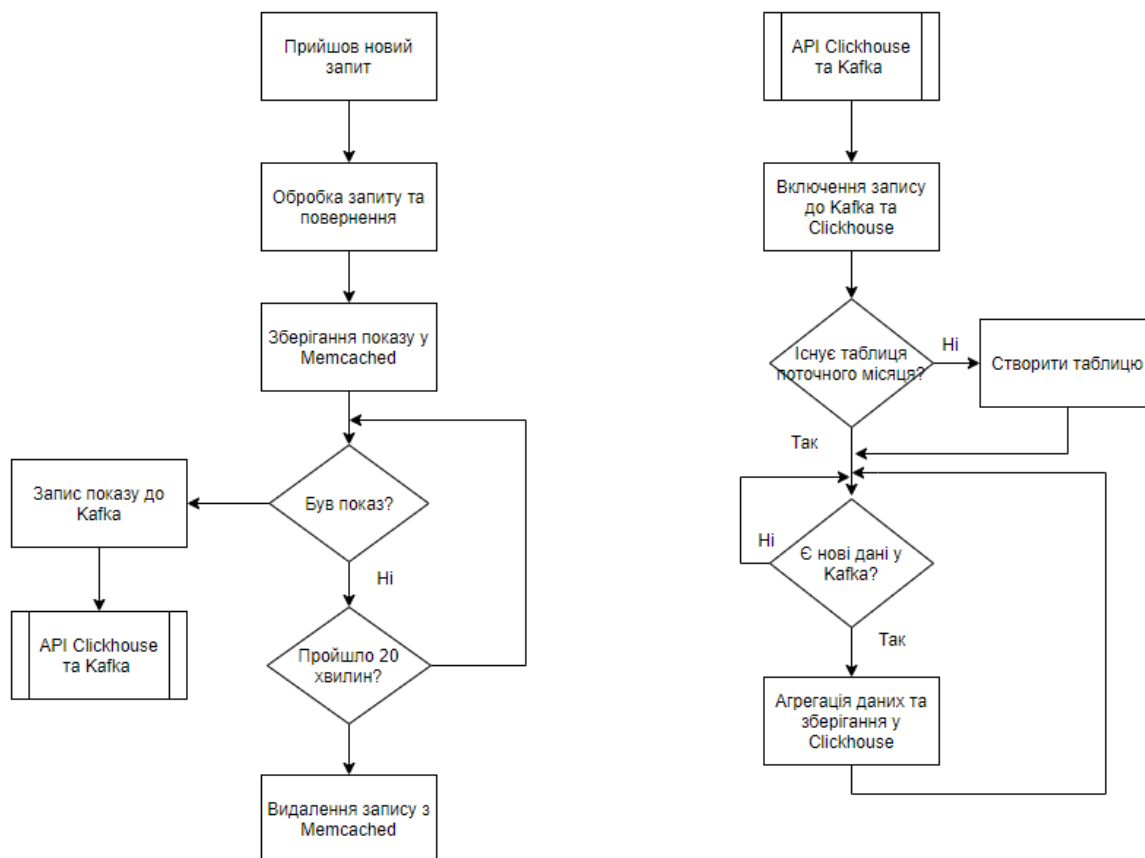 Прийшов новий
запит
Обробка запиту та
повернення
Зберігання показу у
Memcached
Був показ?
Запис показу до
Kafka
Ні
API Clickhouse
та Kafka
Пройшло 20
хвилин?
Видалення запису з
Memcached
API Clickhouse
та Kafka
Включення запису
до Kafka та
Clickhouse
Існує таблиця
поточного місяця?
Ні
Створити таблицю
Так
Є нові дані у
Kafka?
Ні
Так
Агрегація даних та
зберігання у
Clickhouse